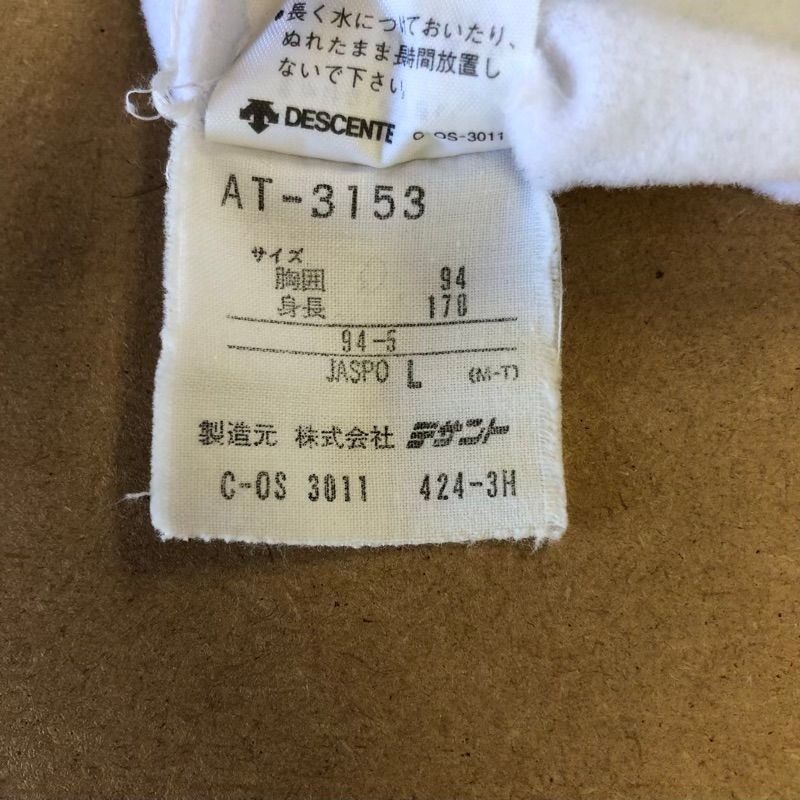 ●長く水につけておいたり、
ぬれたまま長時間放置し
ないで下さい
DESCENTE C-OS-3011
AT-3153
サイズ
胸囲 94
身長 170
94-5
JASPO L (M-T)
製造元 株式会社 デサント
C-OS 3011 424-3H